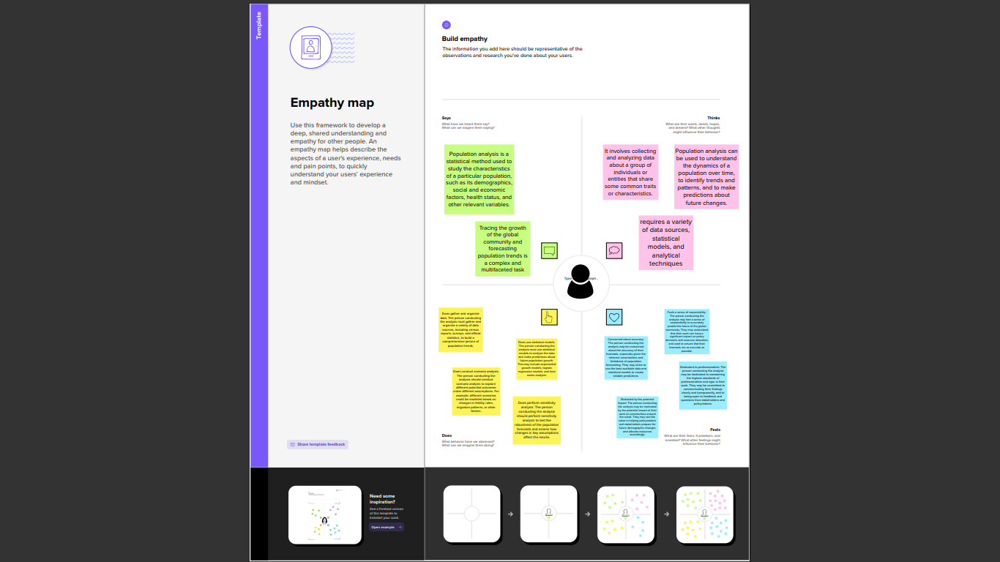 Template
Empathy map
Use this framework to develop a
deep, shared understanding and
empathy for other people. An
empathy map helps describe the
aspects of a user's experience, needs
and pain points, to quickly
understand your users' experience
and mindset.
Share template feedback
Build empathy
The information you add here should be representative of the
observations and research you've done about your users.
Says
What have we heard them say?
What can we imagine them saying?
Thinks
What are their wants, needs, hopes,
and dreams? What other thoughts
might influence their behavior?
Population analysis is a
statistical method used to
study the characteristics
of a particular population,
such as its demographics,
social and economic
factors, health status, and
other relevant variables.
Tracing the growth
of the global
community and
forecasting
population trends is
a complex and
multifaceted task
It involves collecting
and analyzing data
about a group of
individuals or
entities that share
some common traits
or characteristics.
Population analysis can
be used to understand
the dynamics of a
population over time,
to identify trends and
patterns, and to make
predictions about
future changes.
requires a variety
of data sources,
statistical
models, and
analytical
techniques
Does gather and organize
data: The person conducting
the analysis must gather and
organize a variety of data
sources, including census
reports, surveys, and official
statistics, to build a
comprehensive picture of
population trends.
Does use statistical models:
The person conducting the
analysis must use statistical
models to analyze the data
and make predictions about
future population growth.
This may include exponential
growth models, logistic
regression models, and time
series analysis.
Does conduct scenario analysis:
The person conducting the
analysis should conduct
scenario analysis to explore
different potential outcomes
under different assumptions. For
example, different scenarios
could be modeled based on
changes in fertility rates,
migration patterns, or other
factors.
Does perform sensitivity
analysis: The person
conducting the analysis
should perform sensitivity
analysis to test the
robustness of the population
forecasts and assess how
changes in key assumptions
affect the results.
Concerned about accuracy:
The person conducting the
analysis may be concerned
about the accuracy of their
forecasts, especially given the
inherent uncertainties and
limitations of population
forecasting. They may strive to
use the best available data and
statistical models to create
reliable predictions.
Feels a sense of responsibility:
The person conducting the
analysis may feel a sense of
responsibility to accurately
predict the future of the global
community. They may understand
that their work can have a
significant impact on policy
decisions and resource allocation,
and want to ensure that their
forecasts are as accurate as
possible.
Dedicated to professionalism: The
person conducting the analysis
may be dedicated to maintaining
the highest standards of
professionalism and rigor in their
work. They may be committed to
communicating their findings
clearly and transparently, and to
being open to feedback and
questions from stakeholders and
policymakers.
Motivated by the potential
impact: The person conducting
the analysis may be motivated
by the potential impact of their
work on communities around
the world. They may see the
value in helping policymakers
and stakeholders prepare for
future demographic changes
and allocate resources
accordingly.
Does
What behavior have we observed?
What can we imagine them doing?
Feels
What are their fears, frustrations, and
anxieties? What other feelings might
influence their behavior?
Need some
inspiration?
See a finished version
of this template to
kickstart your work.
Open example